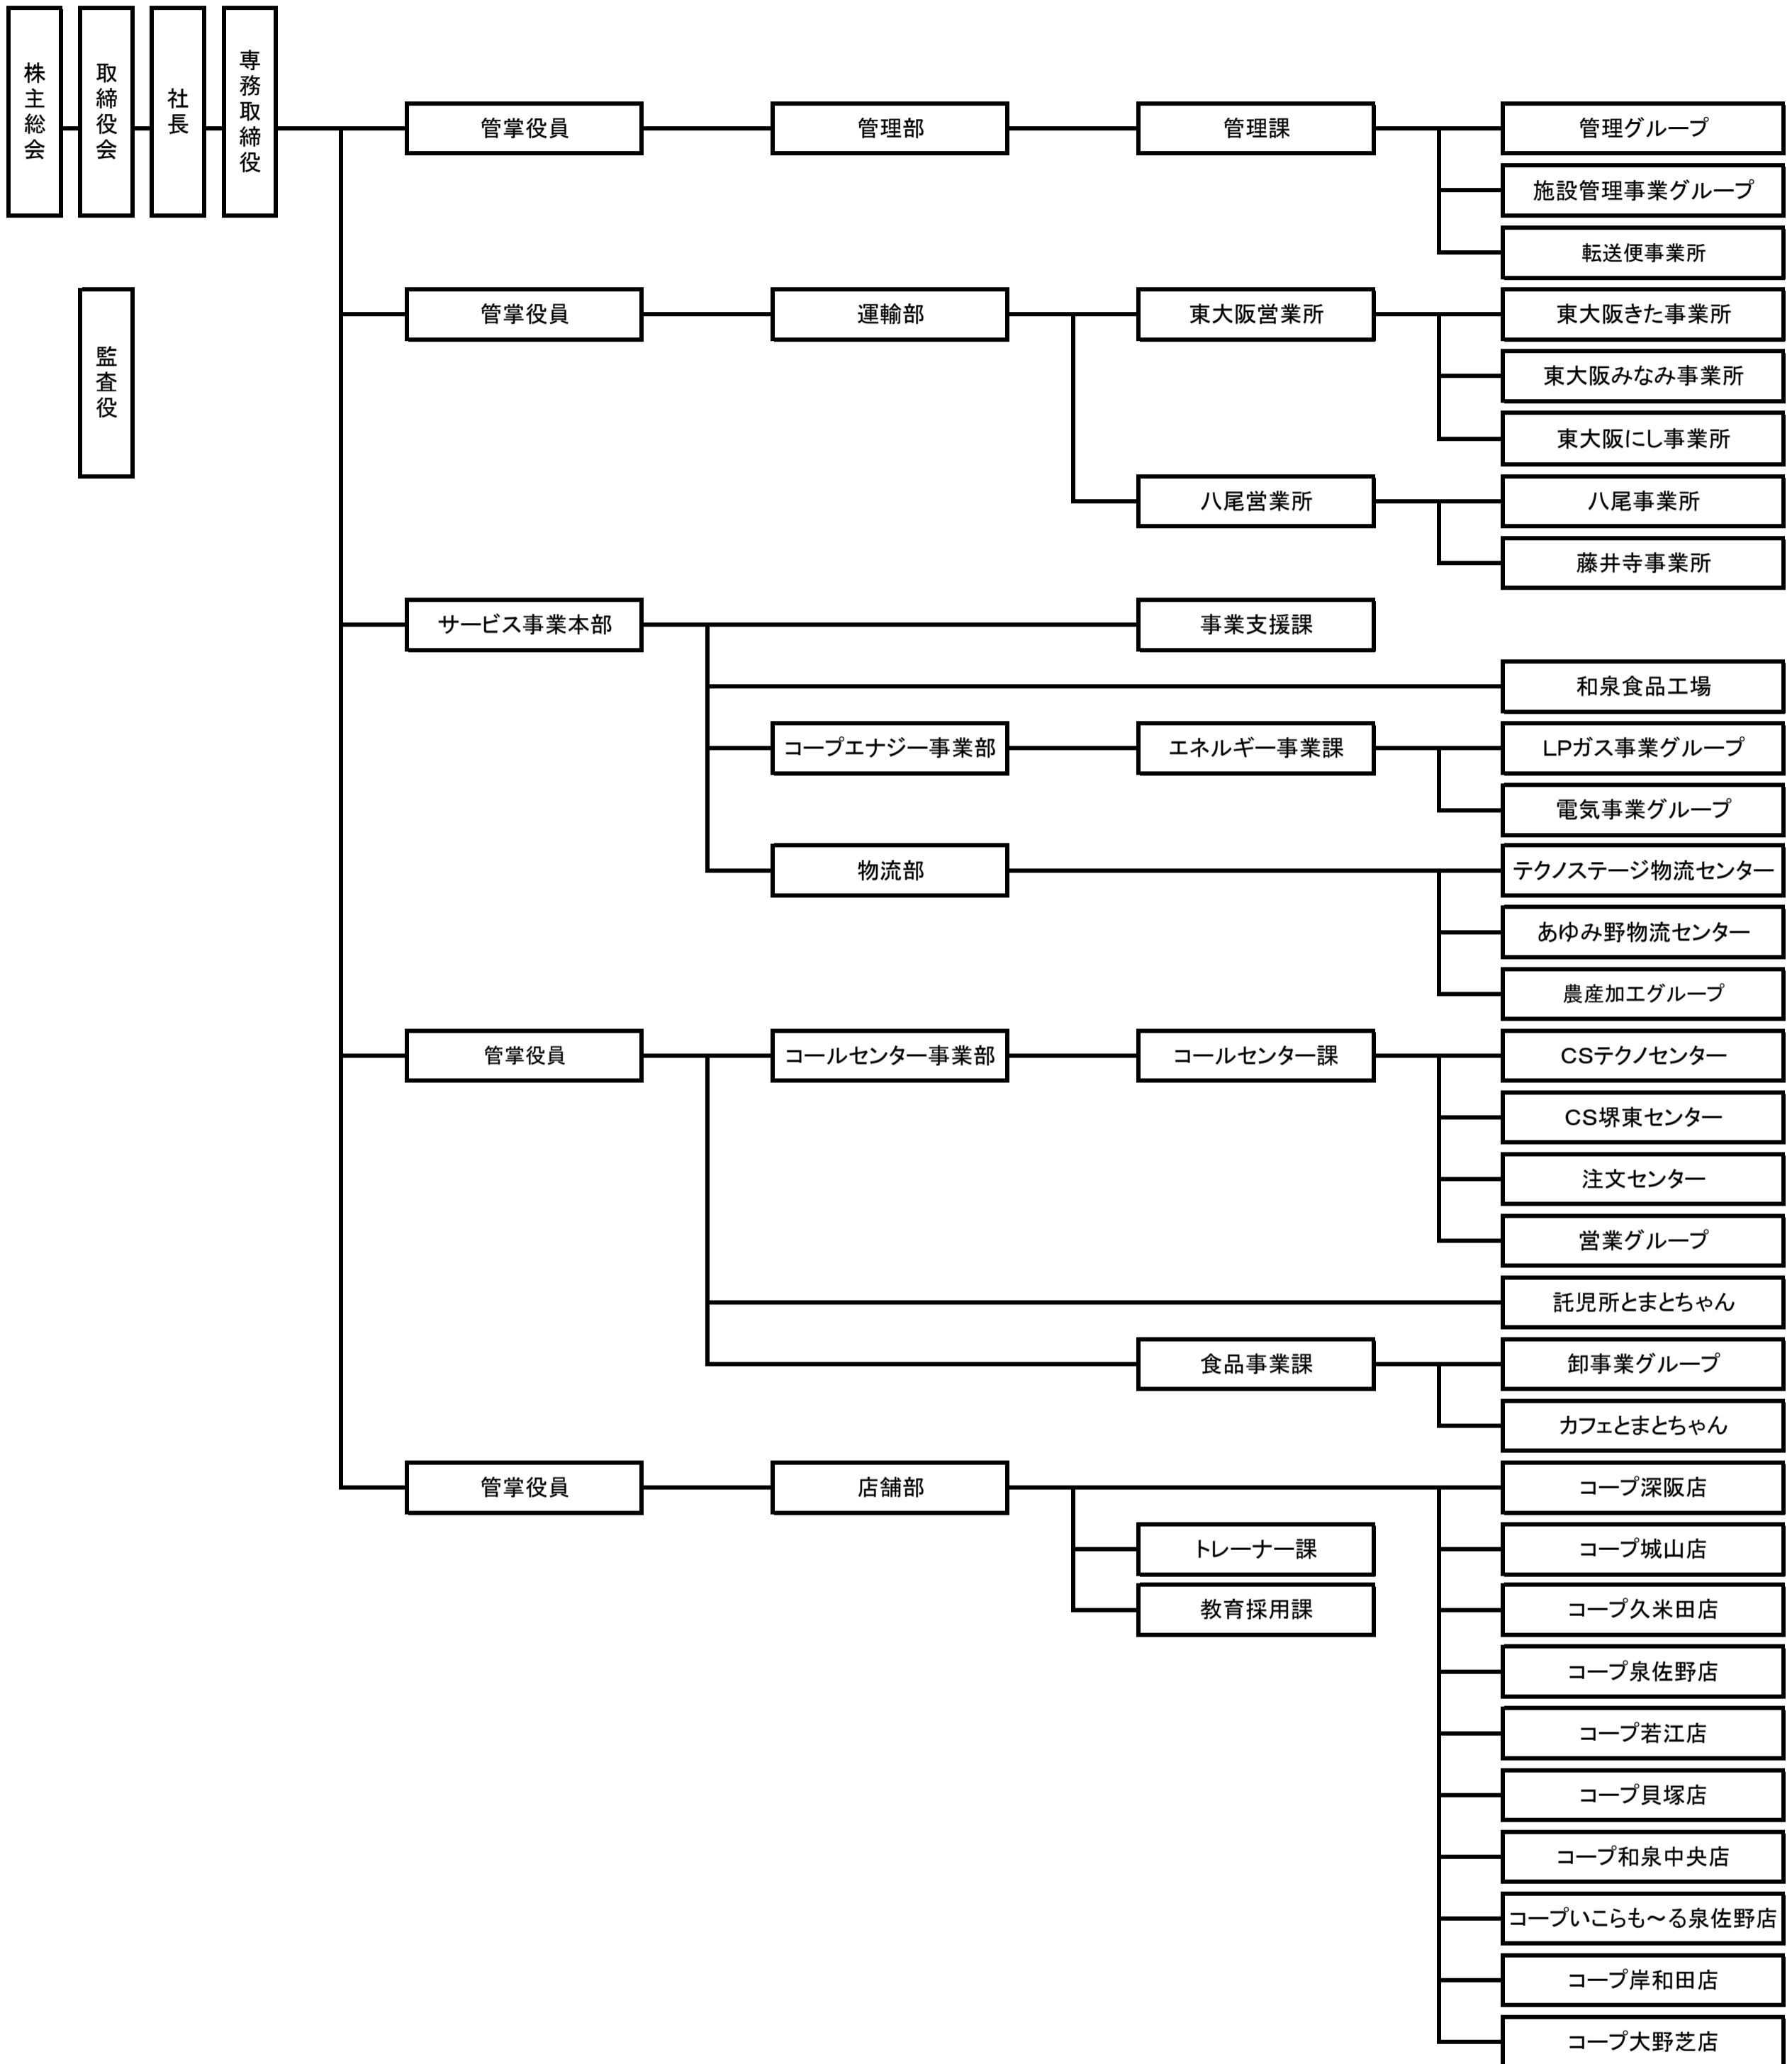 株主総会
取締役会
社長
専務取締役
監査役
管掌役員
管理部
管理課
管理グループ
施設管理事業グループ
転送便事業所
管掌役員
運輸部
東大阪営業所
東大阪きた事業所
東大阪みなみ事業所
東大阪にし事業所
八尾営業所
八尾事業所
藤井寺事業所
サービス事業本部
事業支援課
和泉食品工場
コープエナジー事業部
エネルギー事業課
LPガス事業グループ
電気事業グループ
物流部
テクノステージ物流センター
あゆみ野物流センター
農産加工グループ
管掌役員
コールセンター事業部
コールセンター課
CSテクノセンター
CS堺東センター
注文センター
営業グループ
託児所とまとちゃん
食品事業課
卸事業グループ
カフェとまとちゃん
管掌役員
店舗部
コープ深阪店
トレーナー課
コープ城山店
教育採用課
コープ久米田店
コープ泉佐野店
コープ若江店
コープ貝塚店
コープ和泉中央店
コープいこらも～る泉佐野店
コープ岸和田店
コープ大野芝店